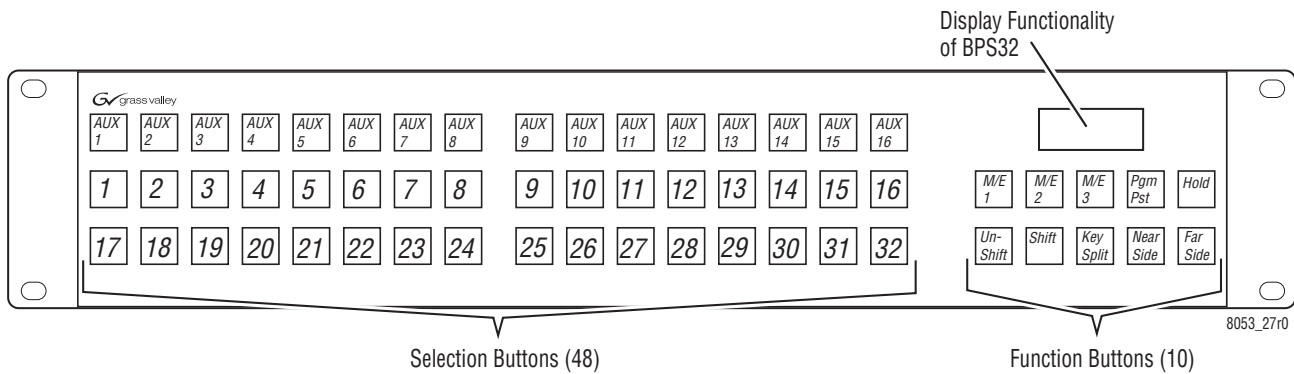 Display Functionality
of BPS32
GV grass valley
AUX 1 AUX 2 AUX 3 AUX 4 AUX 5 AUX 6 AUX 7 AUX 8 AUX 9 AUX 10 AUX 11 AUX 12 AUX 13 AUX 14 AUX 15 AUX 16
1 2 3 4 5 6 7 8 9 10 11 12 13 14 15 16
M/E 1 M/E 2 M/E 3 Pgm Pst Hold
17 18 19 20 21 22 23 24 25 26 27 28 29 30 31 32
Un-Shift Shift Key Split Near Side Far Side
8053_27r0
Selection Buttons (48)
Function Buttons (10)